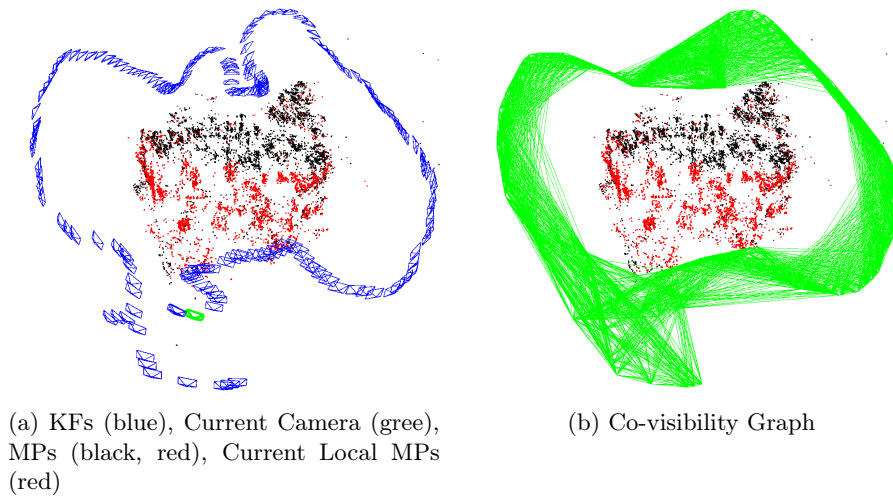 (a) KFs (blue), Current Camera (gree),
MPs (black, red), Current Local MPs
(red)
(b) Co-visibility Graph